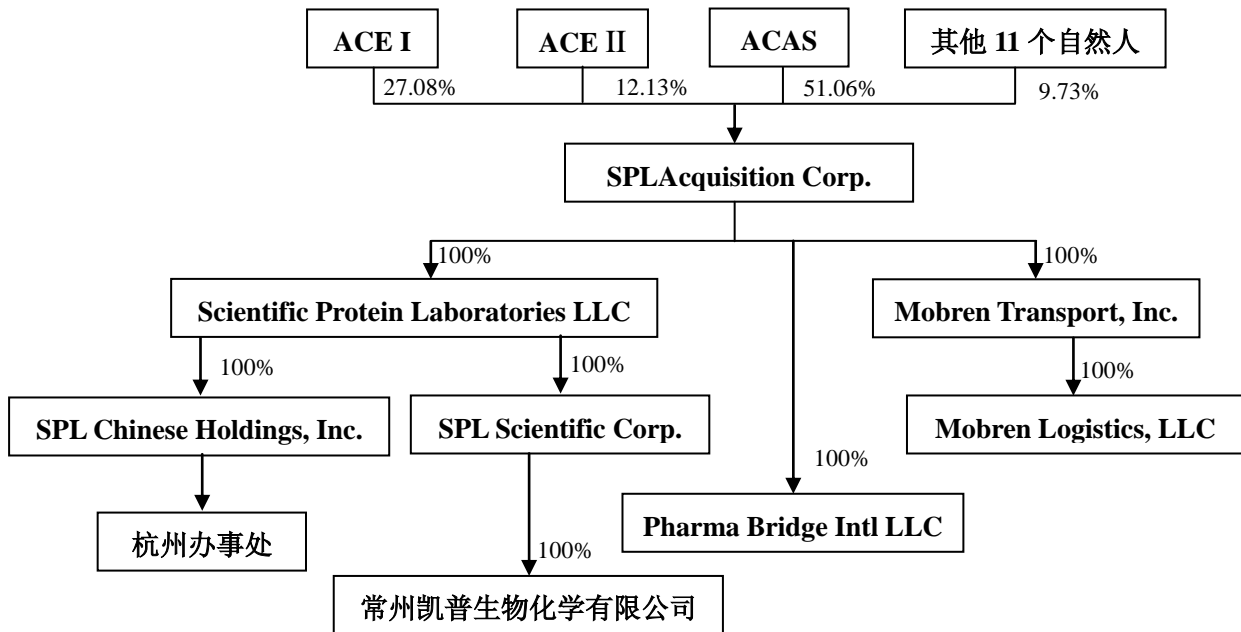 ACE I
ACE Ⅱ
ACAS
其他 11 个自然人
27.08%
12.13%
51.06%
9.73%
SPLAcquisition Corp.
100%
100%
Scientific Protein Laboratories LLC
Mobren Transport, Inc.
100%
100%
100%
SPL Chinese Holdings, Inc.
SPL Scientific Corp.
Mobren Logistics, LLC
100%
Pharma Bridge Intl LLC
杭州办事处
100%
常州凯普生物化学有限公司